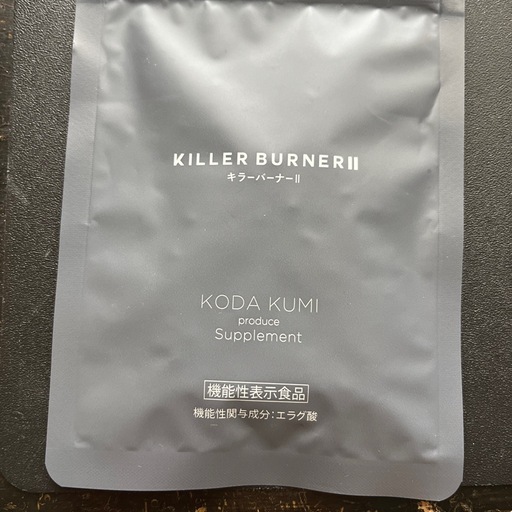 KILLER BURNERII
キラーバーナーII
KODA KUMI
produce
Supplement
機能性表示食品
機能性関与成分:エラグ酸